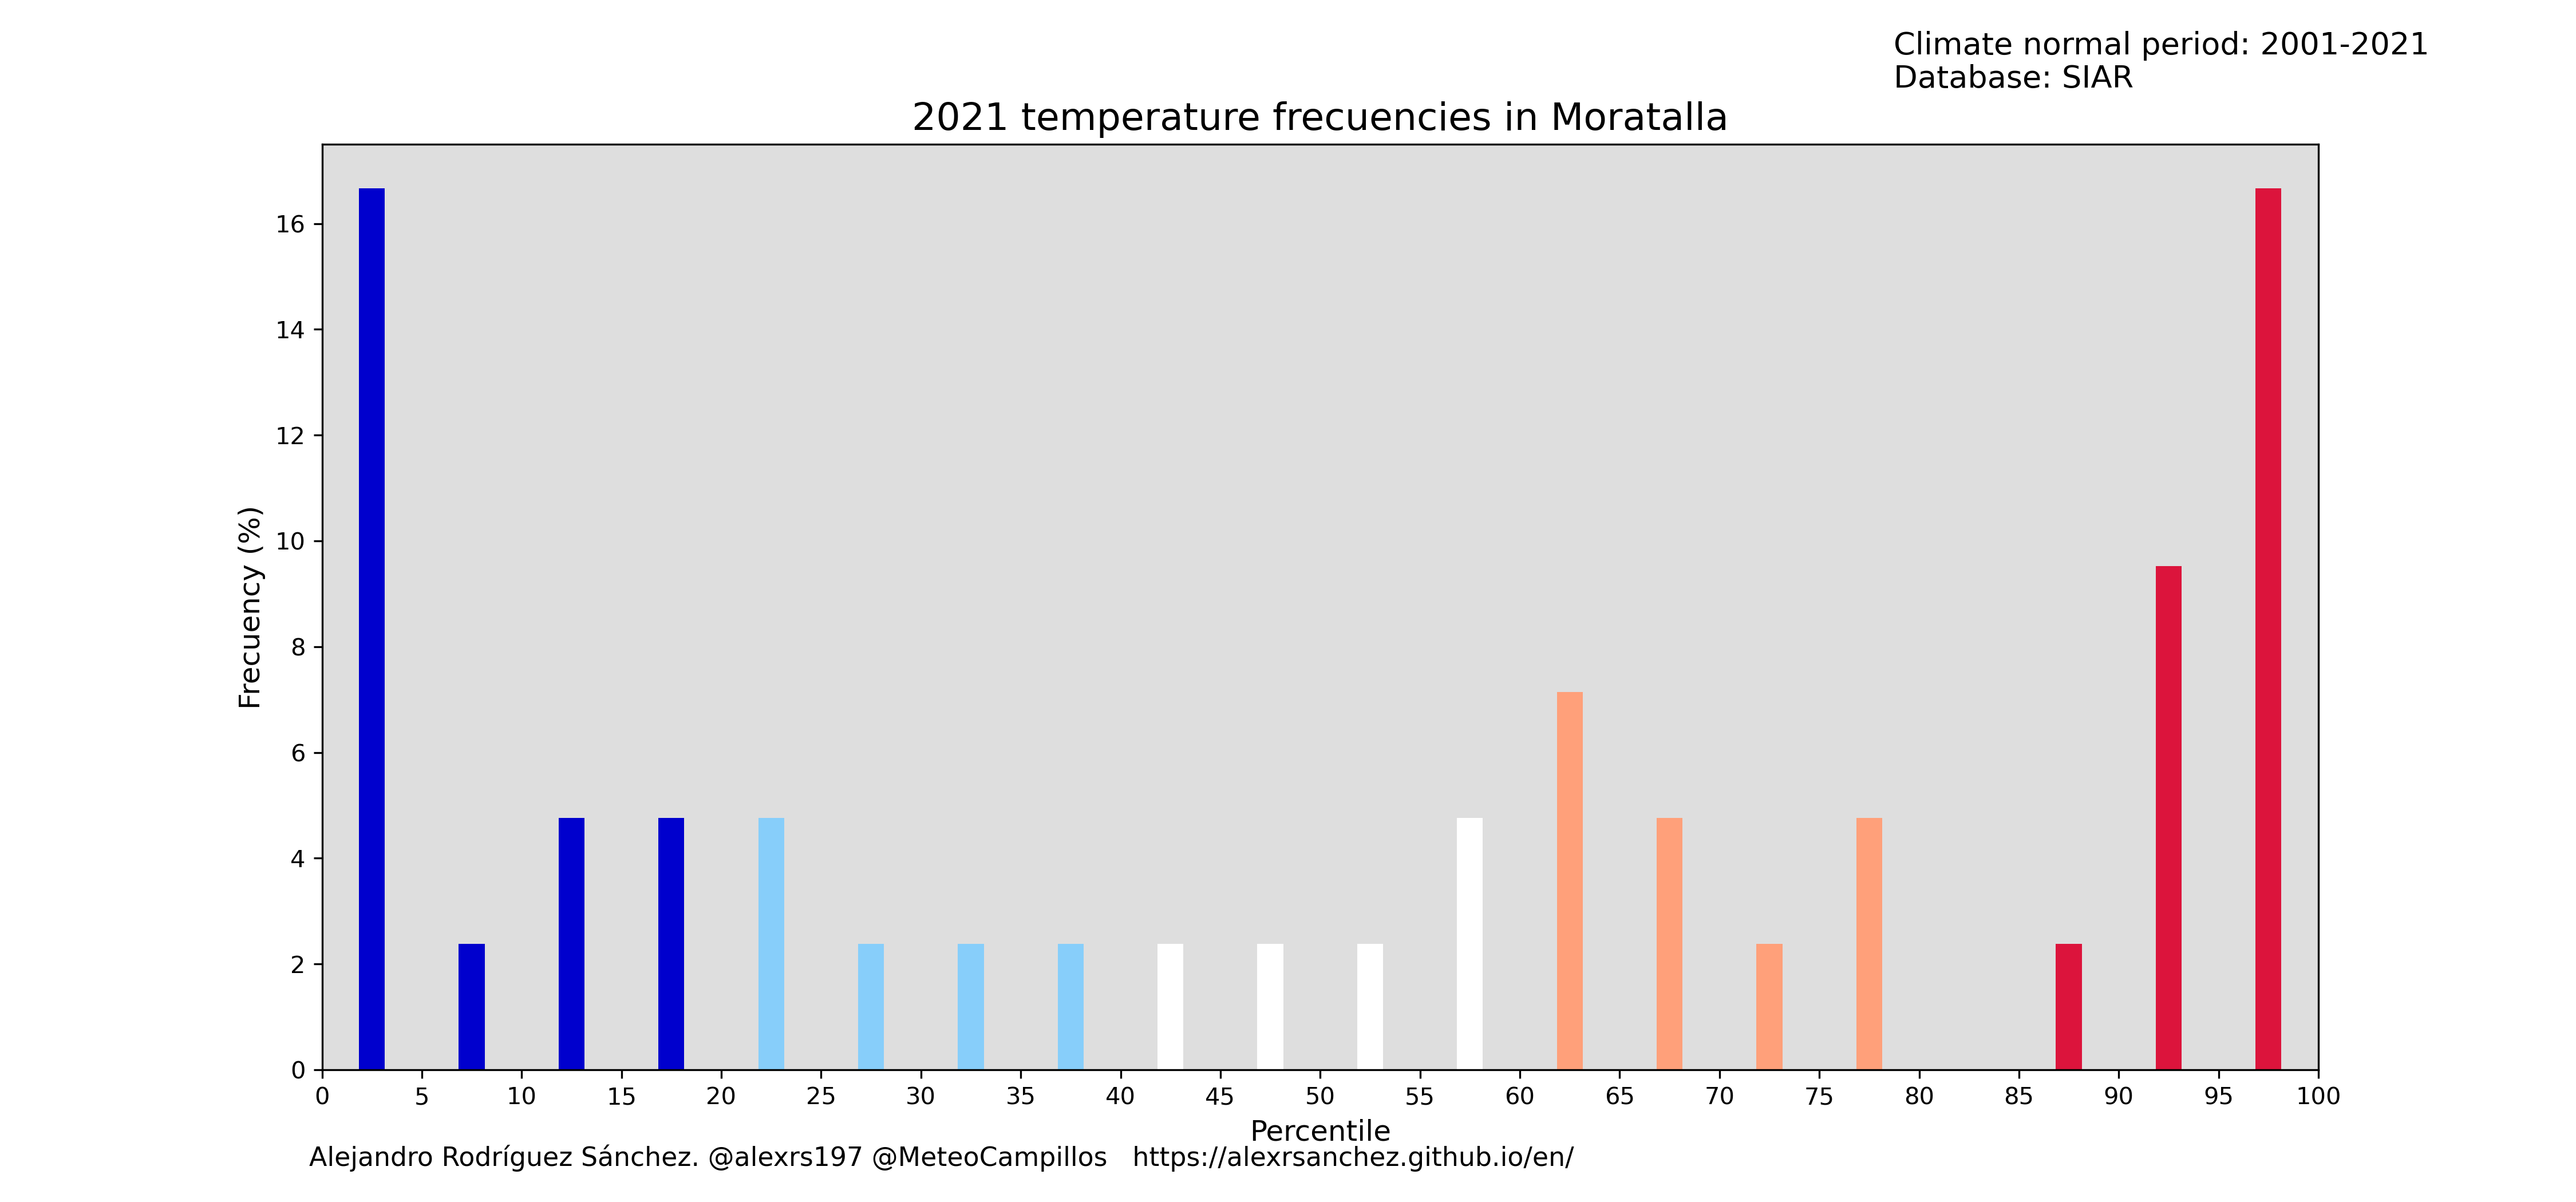 Climate normal period: 2001-2021
Database: SIAR
2021 temperature frecuencies in Moratalla
Frecuency (%)
16
14
12
10
8
6
4
2
0
0 5 10 15 20 25 30 35 40 45 50 55 60 65 70 75 80 85 90 95 100
Percentile
Alejandro Rodríguez Sánchez. @alexrs197 @MeteoCampillos https://alexrsanchez.github.io/en/